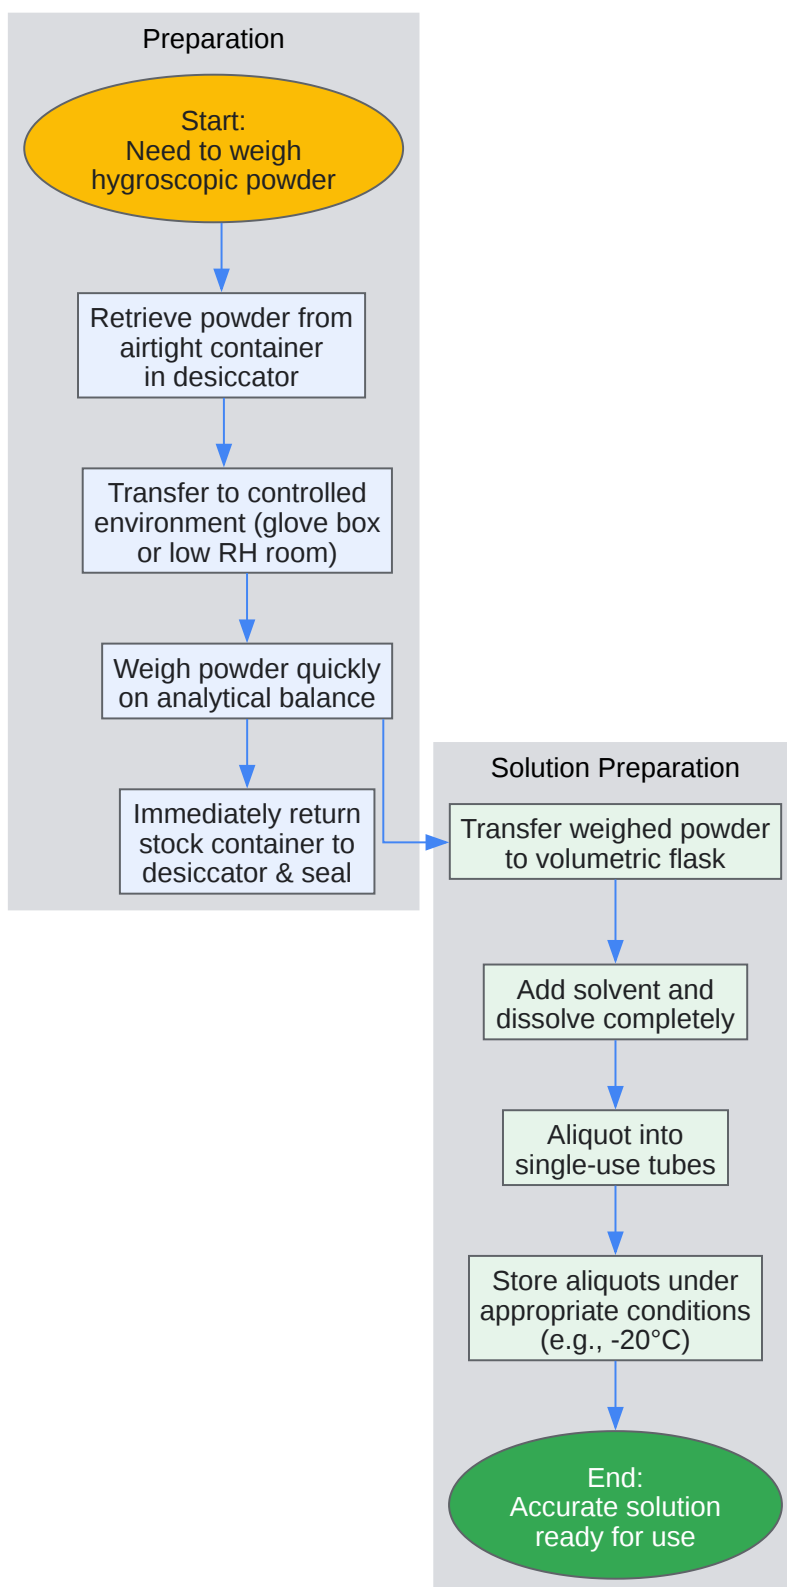 Preparation
Start:
Need to weigh
hygroscopic powder
Retrieve powder from
airtight container
in desiccator
Transfer to controlled
environment (glove box
or low RH room)
Weigh powder quickly
on analytical balance
Immediately return
stock container to
desiccator & seal
Solution Preparation
Transfer weighed powder
to volumetric flask
Add solvent and
dissolve completely
Aliquot into
single-use tubes
Store aliquots under
appropriate conditions
(e.g., -20°C)
End:
Accurate solution
ready for use